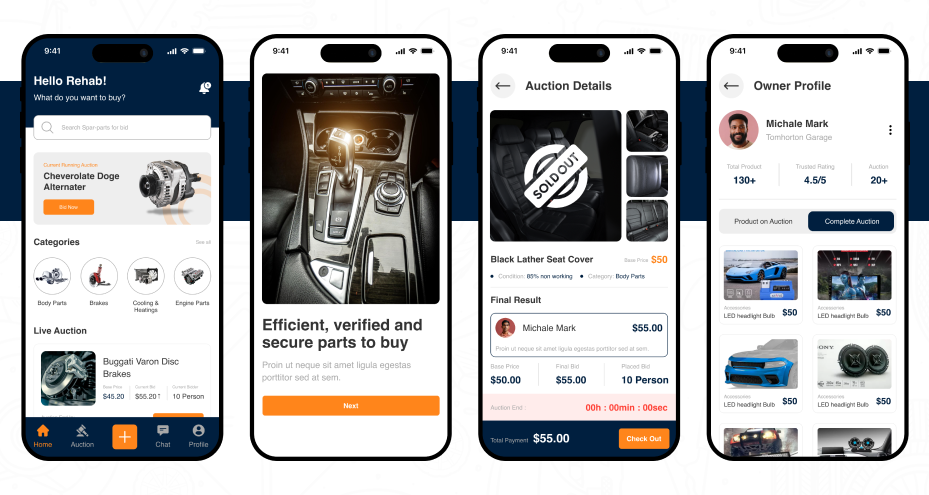 9:41
Hello Rehab!
What do you want to buy?
Search Spar-parts for bid
Current Running Auction
Cheverolate Doge
Alternater
Bid Now
Categories
See all
Body Parts
Brakes
Cooling &
Heatings
Engine Parts
Live Auction
Buggati Varon Disc
Brakes
Base Price
Current Bid
Current Bidder
$45.20
$55.201
10 Person
Home
Auction
Chat
Profile
9:41
Efficient, verified and
secure parts to buy
Proin ut neque sit amet ligula egestas
porttitor sed at sem.
Next
9:41
Auction Details
SOLD OUT
Black Lather Seat Cover
Base Price $50
Condition: 85% non working
Category: Body Parts
Final Result
Michale Mark
$55.00
Proin ut neque sit amet ligula egestas porttitor sed at sem.
Base Price
Final Bid
Placed Bid
$50.00
$55.00
10 Person
Auction End :
00h : 00min : 00sec
Total Payment $55.00
Check Out
9:41
Owner Profile
Michale Mark
Tomhorton Garage
Total Product
Trusted Rating
Auction
130+
4.5/5
20+
Product on Auction
Complete Auction
Accessories
LED headlight Bulb
$50
Accessories
LED headlight Bulb
$50
Accessories
LED headlight Bulb
$50
SONY
Accessories
LED headlight Bulb
$50